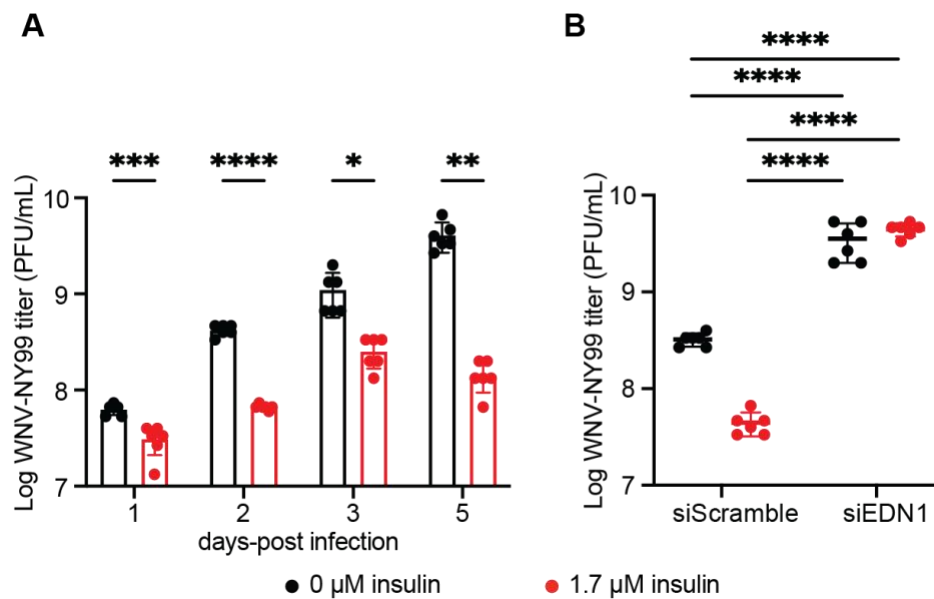 A
*** **** * **
Log WNV-NY99 titer (PFU/mL)
10
9
8
7
1 2 3 5
days-post infection
B
****
****
****
****
Log WNV-NY99 titer (PFU/mL)
10
9
8
7
siScramble siEDN1
0 µM insulin 1.7 µM insulin